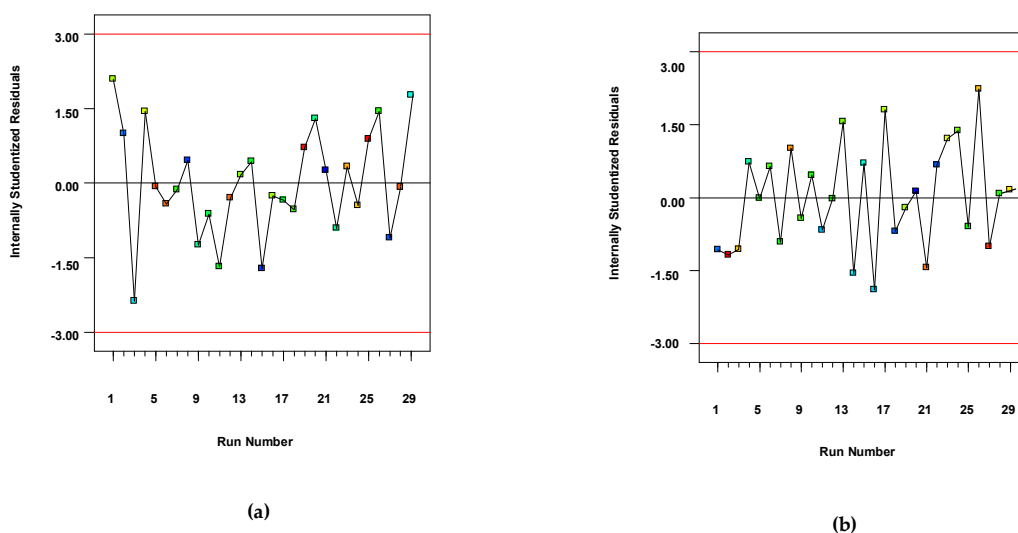 Internally Studentized Residuals
3.00
1.50
0.00
-1.50
-3.00
1 5 9 13 17 21 25 29
Run Number
(a)
Internally Studentized Residuals
3.00
1.50
0.00
-1.50
-3.00
1 5 9 13 17 21 25 29
Run Number
(b)